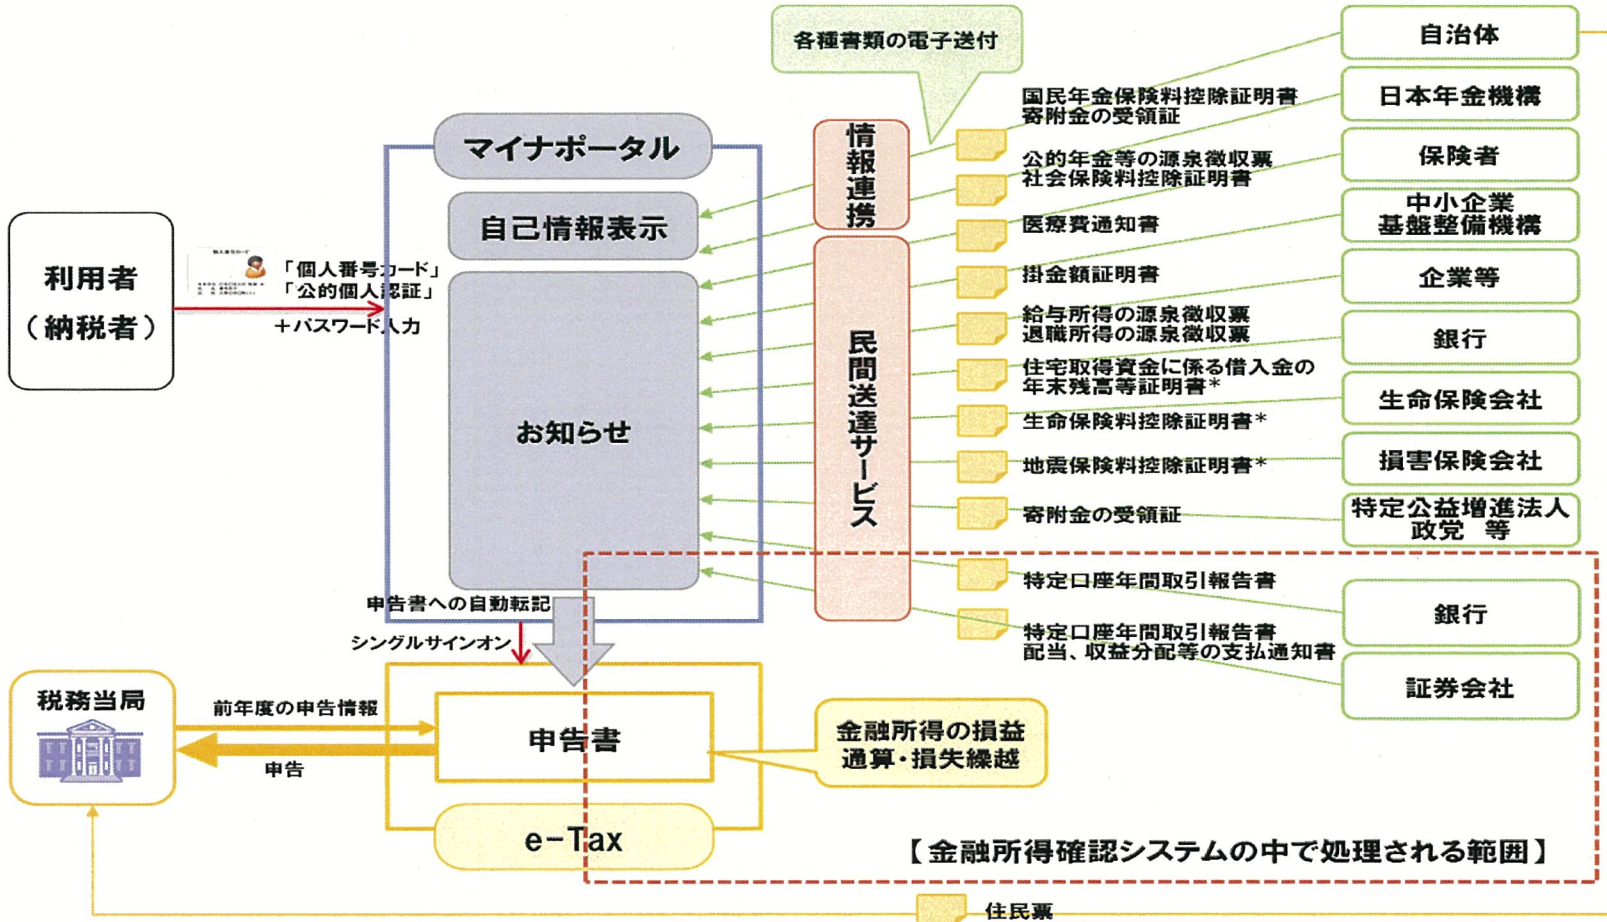 各種書類の電子送付
自治体
日本年金機構
保険者
中小企業
基盤整備機構
企業等
銀行
生命保険会社
損害保険会社
特定公益増進法人
政党 等
銀行
証券会社
国民年金保険料控除証明書
寄附金の受領証
公的年金等の源泉徴収票
社会保険料控除証明書
医療費通知書
掛金額証明書
給与所得の源泉徴収票
退職所得の源泉徴収票
住宅取得資金に係る借入金の
年末残高等証明書*
生命保険料控除証明書*
地震保険料控除証明書*
寄附金の受領証
特定口座年間取引報告書
特定口座年間取引報告書
配当、収益分配等の支払通知書
情報連携
民間送達サービス
マイナポータル
自己情報表示
お知らせ
利用者
（納税者）
個人番号カード
「個人番号カード」
「公的個人認証」
＋パスワード入力
申告書への自動転記
シングルサインオン
税務当局
前年度の申告情報
申告
申告書
e-Tax
金融所得の損益
通算・損失繰越
【金融所得確認システムの中で処理される範囲】
住民票